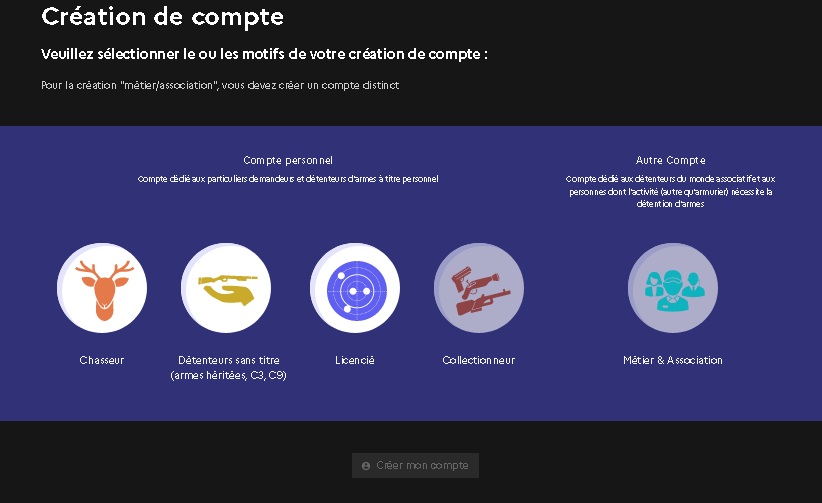 Création de compte
Veuillez sélectionner le ou les motifs de votre création de compte :
Pour la création "métier/association", vous devez créer un compte distinct
Compte personnel
Compte dédié aux particuliers demandeurs et détenteurs d'armes à titre personnel
Autre Compte
Compte dédié aux détenteurs du monde associatif et aux
personnes dont l'activité (autre qu'armurier) nécessite la
détention d'armes
Chasseur
Détenteurs sans titre
(armes héritées, C3, C9)
Licencié
Collectionneur
Métier & Association
Créer mon compte